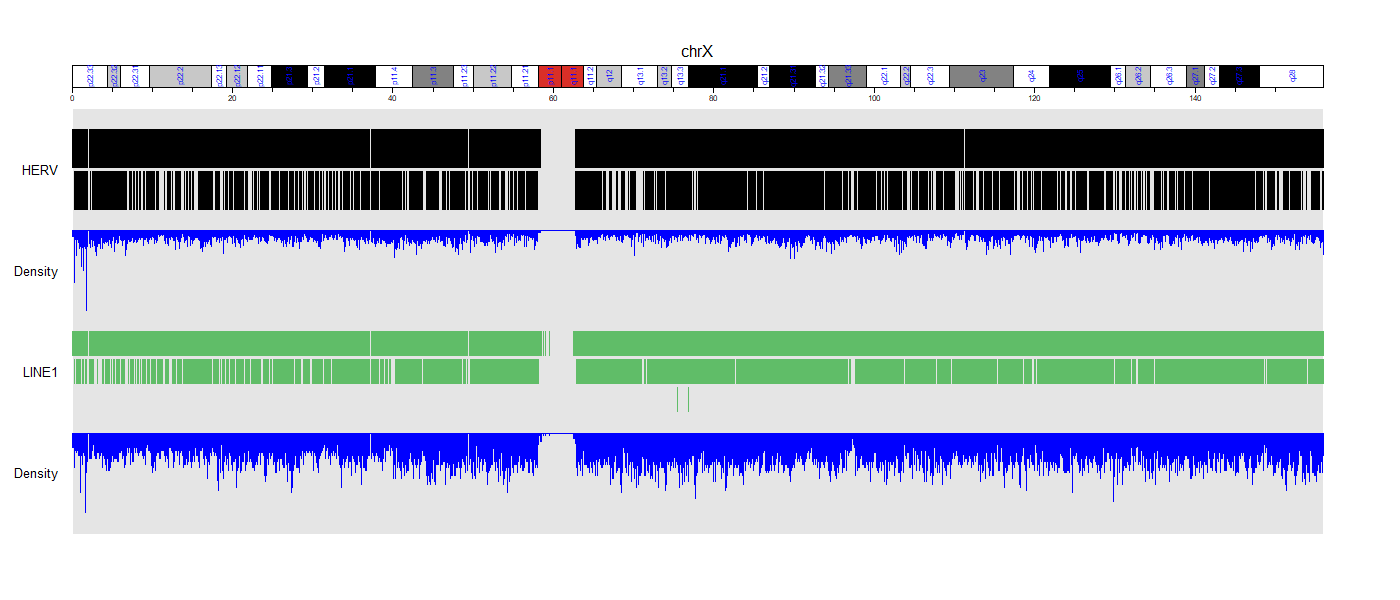 chrX
p22.33 p22.32 p22.31 p22.2 p22.13 p22.12 p22.11 p21.3 p21.2 p21.1 p11.4 p11.3 p11.23 p11.22 p11.21 p11.1 q11.1 q11.2 q12 q13.1 q13.2 q13.3 q21.1 q21.2 q21.31 q21.32 q21.33 q22.1 q22.2 q22.3 q23 q24 q25 q26.1 q26.2 q26.3 q27.1 q27.2 q27.3 q28
0 20 40 60 80 100 120 140
HERV
Density
LINE1
Density